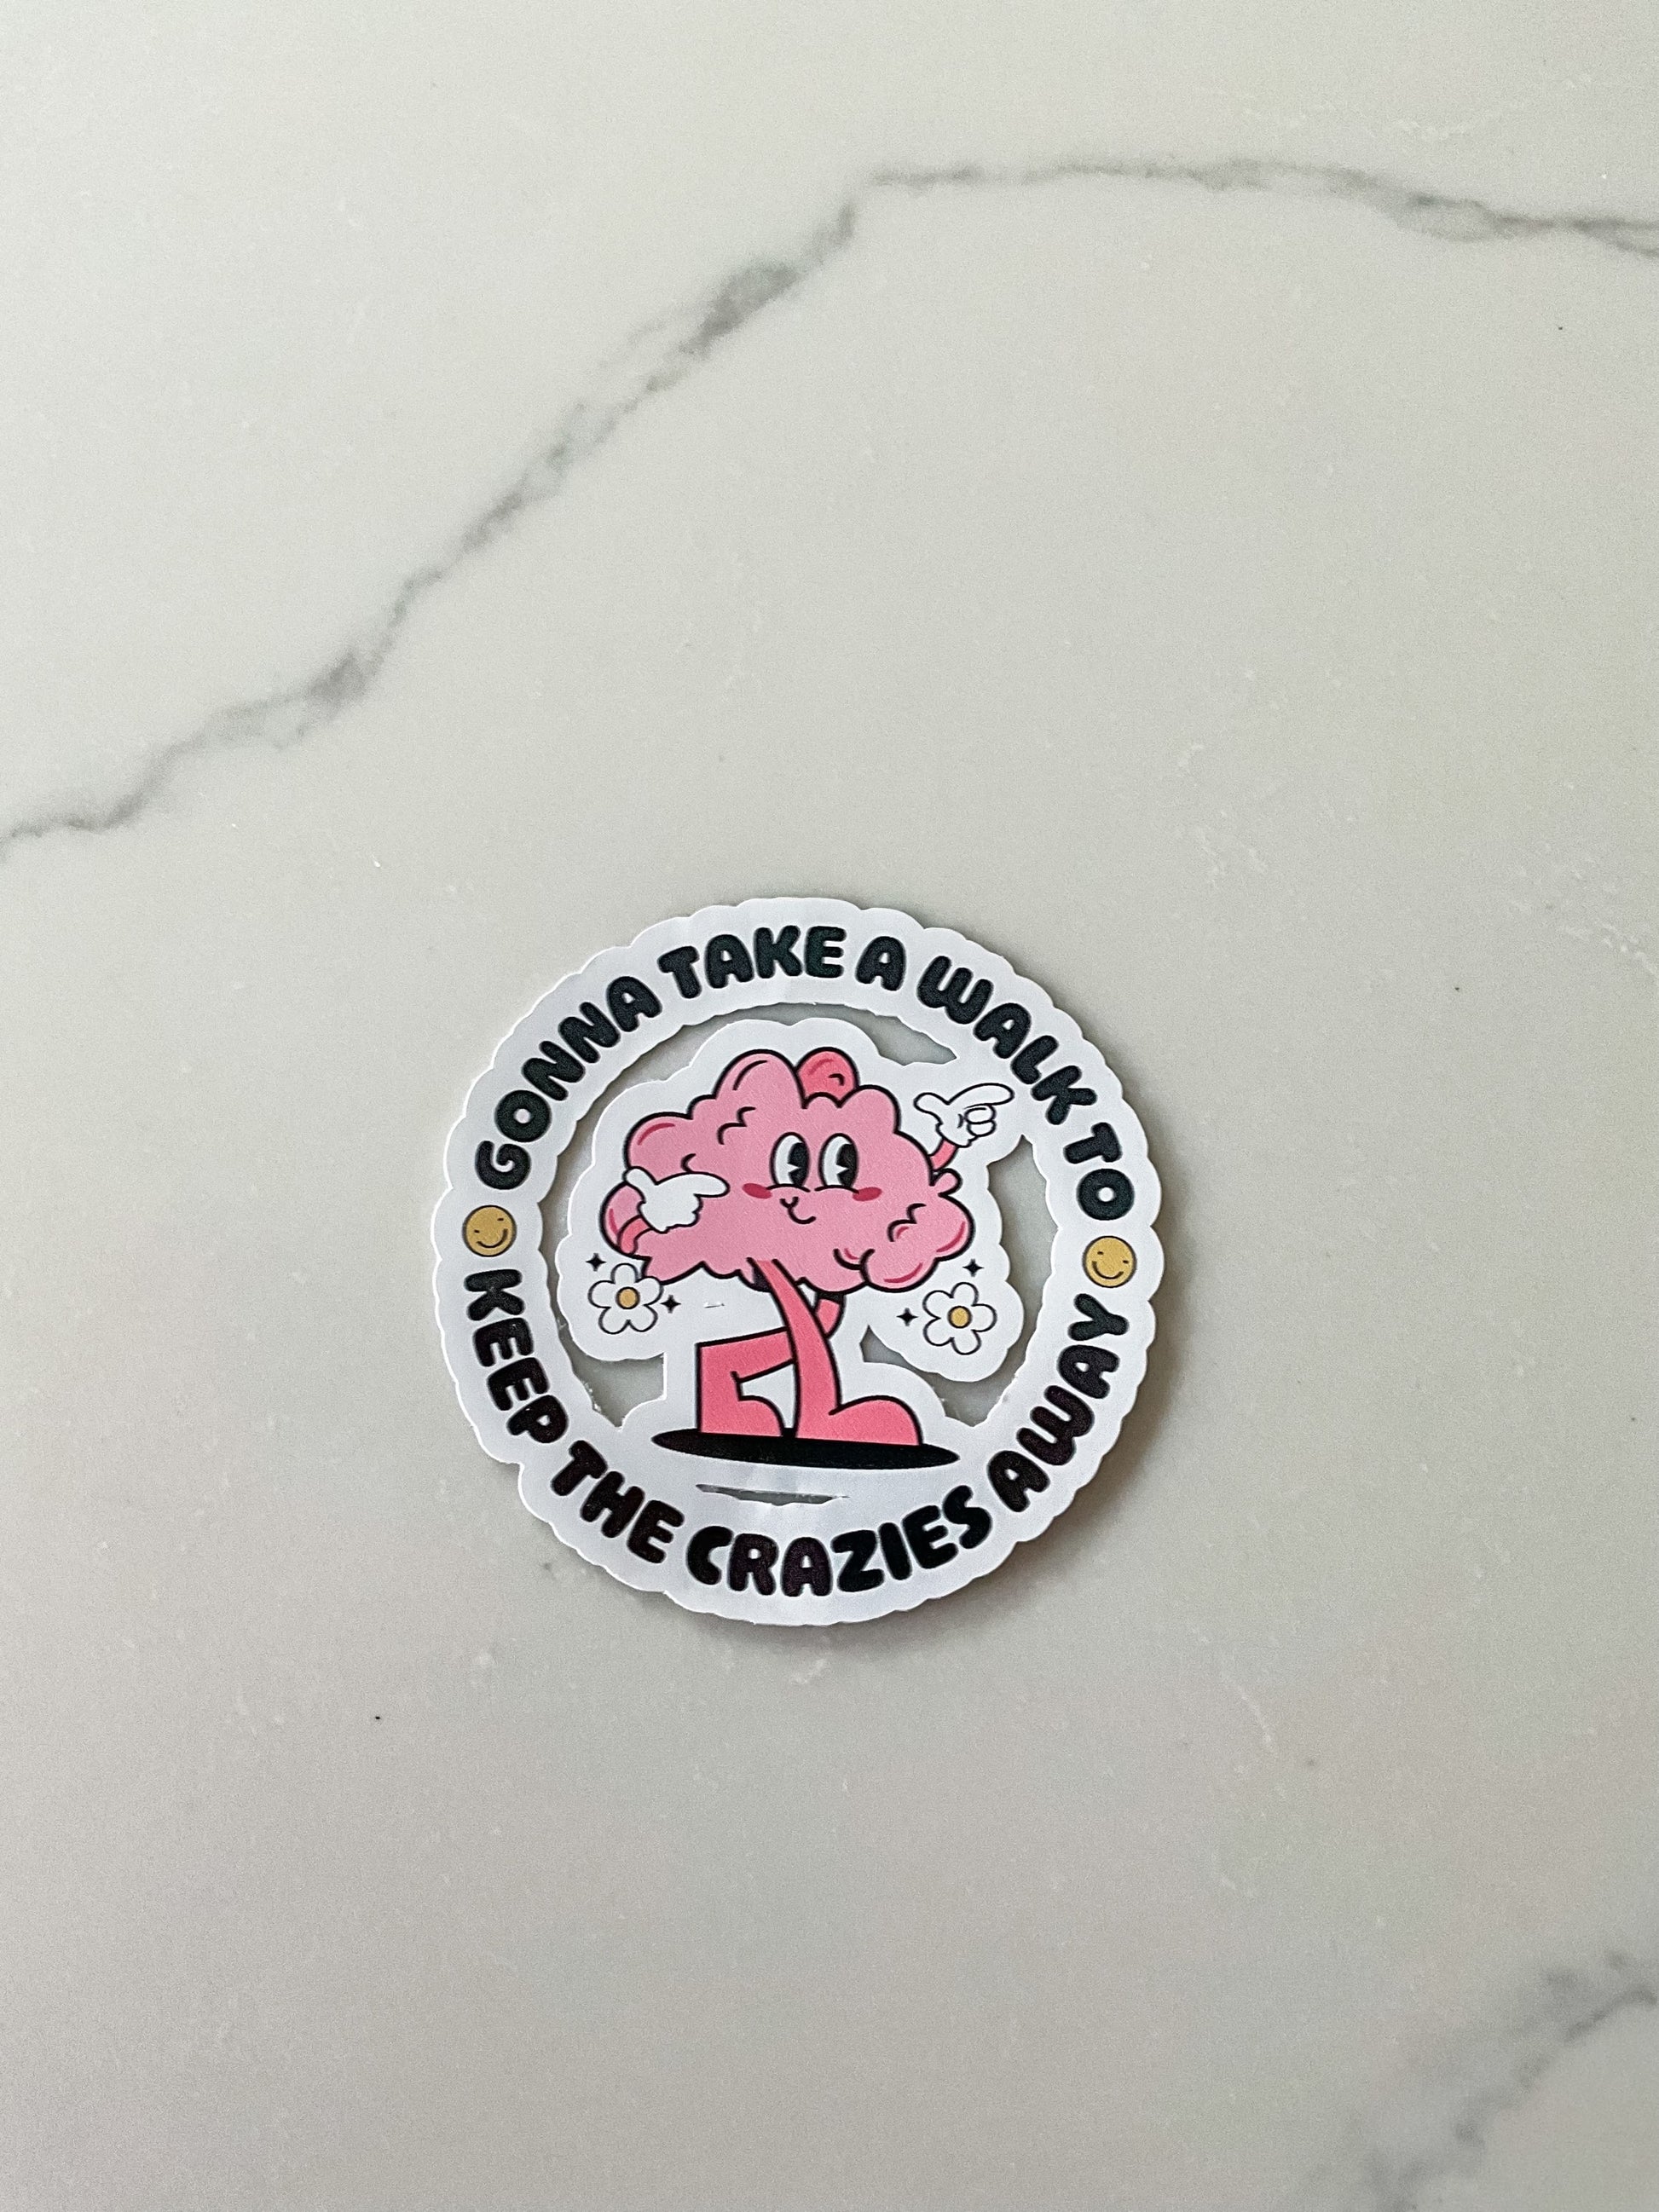 GONNA TAKE A WALK TO
KEEP THE CRAZIES AWAY